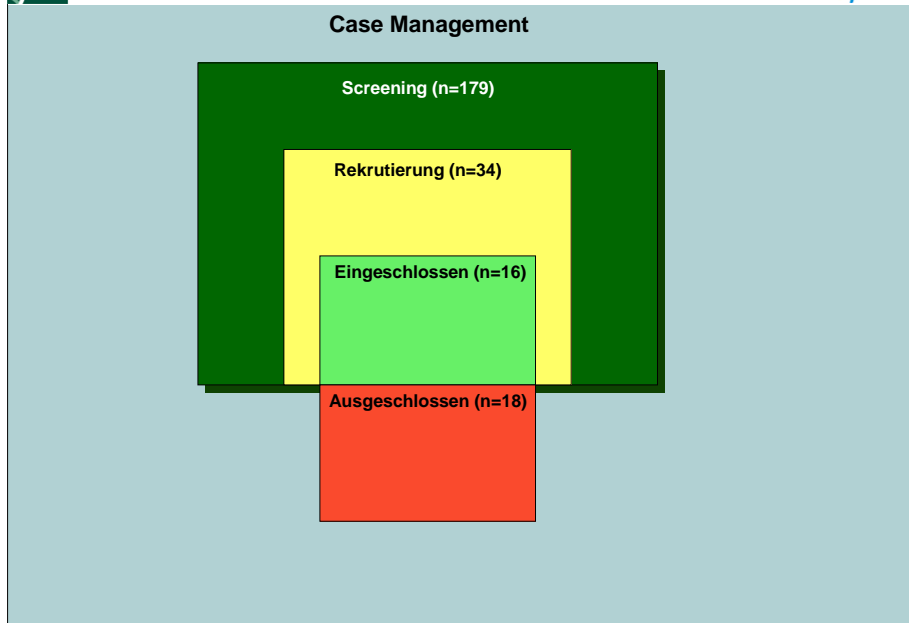 Case Management
Screening (n=179)
Rekrutierung (n=34)
Eingeschlossen (n=16)
Ausgeschlossen (n=18)